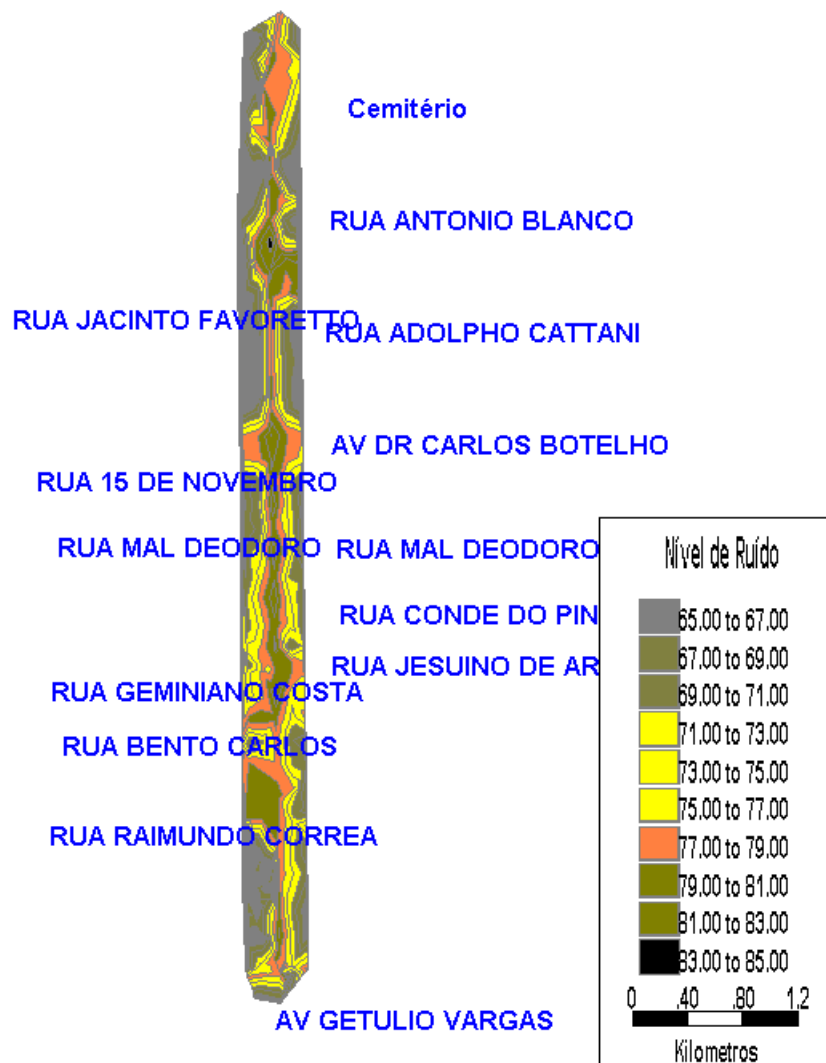 Cemitério
RUA ANTONIO BLANCO
RUA JACINTO FAVORETTO
RUA ADOLPHO CATTANI
AV DR CARLOS BOTELHO
RUA 15 DE NOVEMBRO
RUA MAL DEODORO
RUA MAL DEODORO
RUA CONDE DO PIN
RUA JESUINO DE AR
RUA GEMINIANO COSTA
RUA BENTO CARLOS
RUA RAIMUNDO CORREA
AV GETULIO VARGAS
Nível de Ruído
65.00 to 67.00
67.00 to 69.00
69.00 to 71.00
71.00 to 73.00
73.00 to 75.00
75.00 to 77.00
77.00 to 79.00
79.00 to 81.00
81.00 to 83.00
83.00 to 85.00
0 .40 .80 1.2
Kilometros